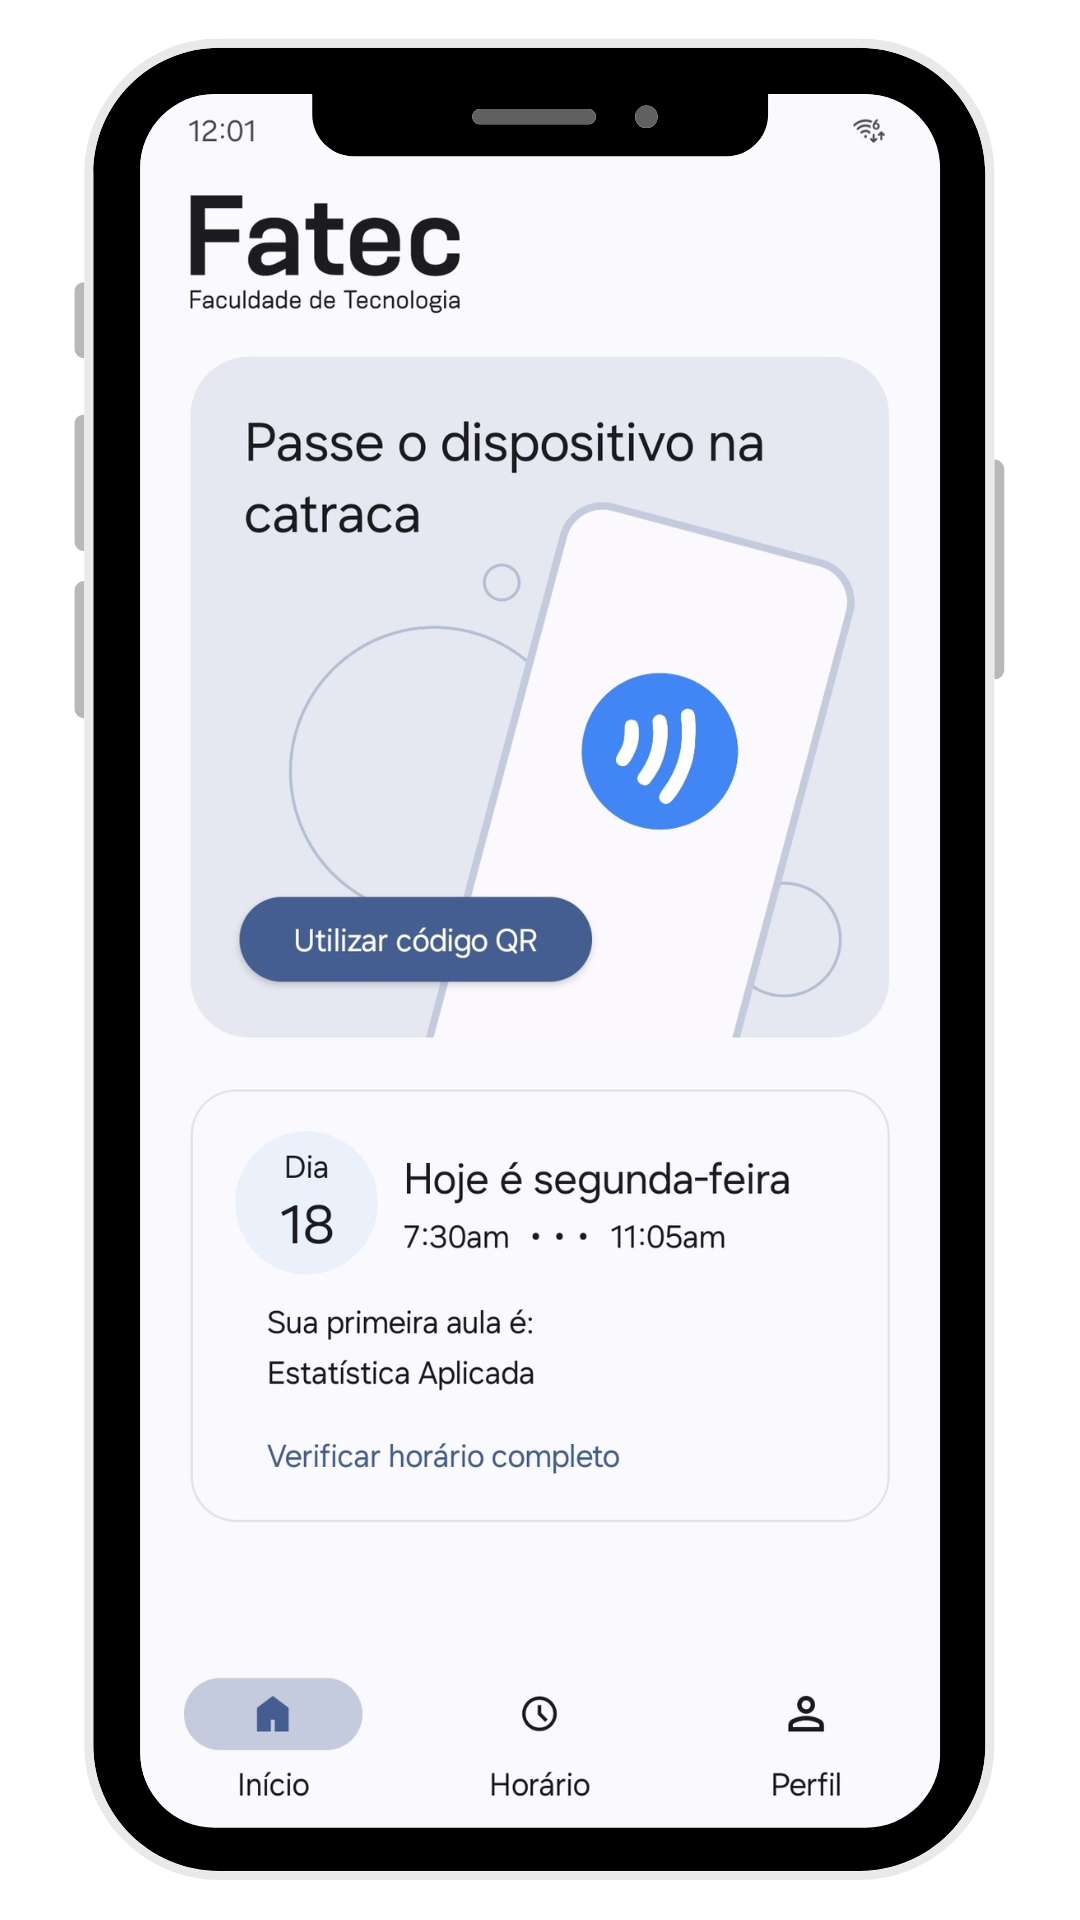 12:01
6
Fatec
Faculdade de Tecnologia
Passe o dispositivo na
catraca
Utilizar código QR
Dia
18
Hoje é segunda-feira
7:30am • • • 11:05am
Sua primeira aula é:
Estatística Aplicada
Verificar horário completo
Início
Horário
Perfil